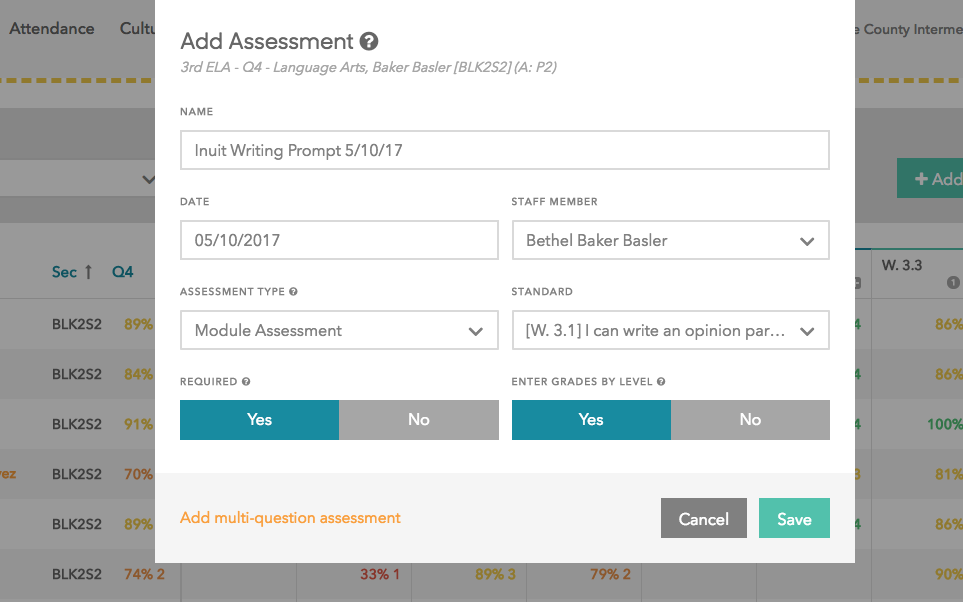 Attendance
e County Interme
Add Assessment
3rd ELA - Q4 - Language Arts, Baker Basler [BLK2S2] (A: P2)
NAME
Inuit Writing Prompt 5/10/17
+ Add
DATE
STAFF MEMBER
05/10/2017
Bethel Baker Basler
Sec ↑ Q4
W. 3.3
ASSESSMENT TYPE
STANDARD
1
BLK2S2 89%
Module Assessment
[W. 3.1] I can write an opinion par...
4 86%
BLK2S2 84%
REQUIRED
ENTER GRADES BY LEVEL
4 86%
BLK2S2 91%
Yes
No
Yes
No
4 100%
BLK2S2 70%
3 81%
BLK2S2 89%
Add multi-question assessment
Cancel
Save
4 86%
BLK2S2 74% 2
33% 1
89% 3
79% 2
90%